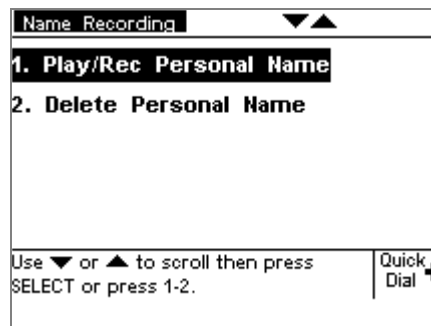 Name Recording ▼▲
1. Play/Rec Personal Name
2. Delete Personal Name
Use ▼ or ▲ to scroll then press
SELECT or press 1-2.
Quick
Dial